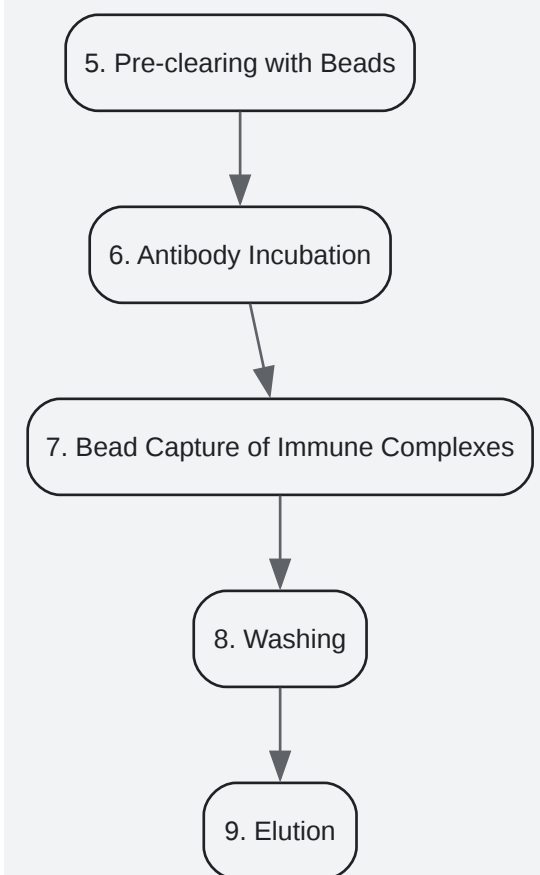 5. Pre-clearing with Beads
6. Antibody Incubation
7. Bead Capture of Immune Complexes
8. Washing
9. Elution